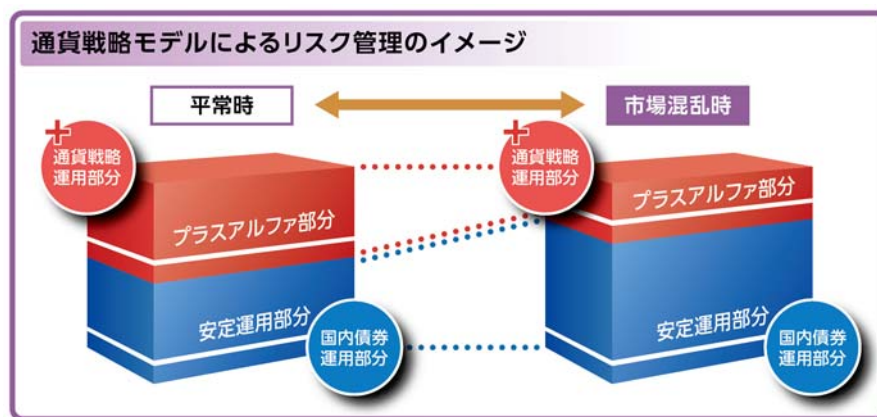 通貨戦略モデルによるリスク管理のイメージ
平常時
市場混乱時
+
通貨戦略
運用部分
プラスアルファ部分
安定運用部分
国内債券
運用部分
+
通貨戦略
運用部分
プラスアルファ部分
安定運用部分
国内債券
運用部分